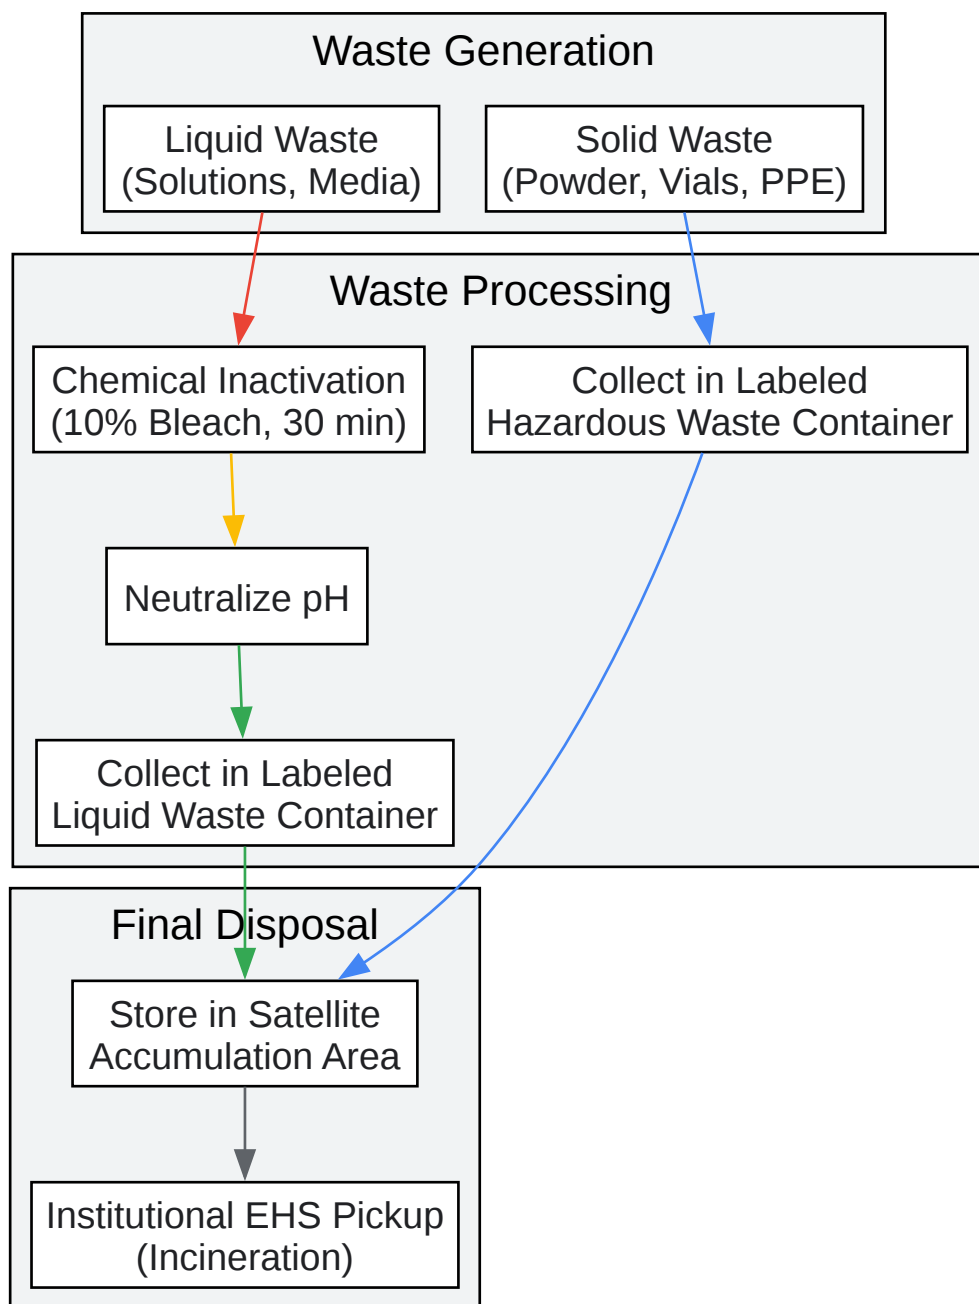 Waste Generation
Liquid Waste
(Solutions, Media)
Solid Waste
(Powder, Vials, PPE)
Waste Processing
Chemical Inactivation
(10% Bleach, 30 min)
Collect in Labeled
Hazardous Waste Container
Neutralize pH
Collect in Labeled
Liquid Waste Container
Final Disposal
Store in Satellite
Accumulation Area
Institutional EHS Pickup
(Incineration)